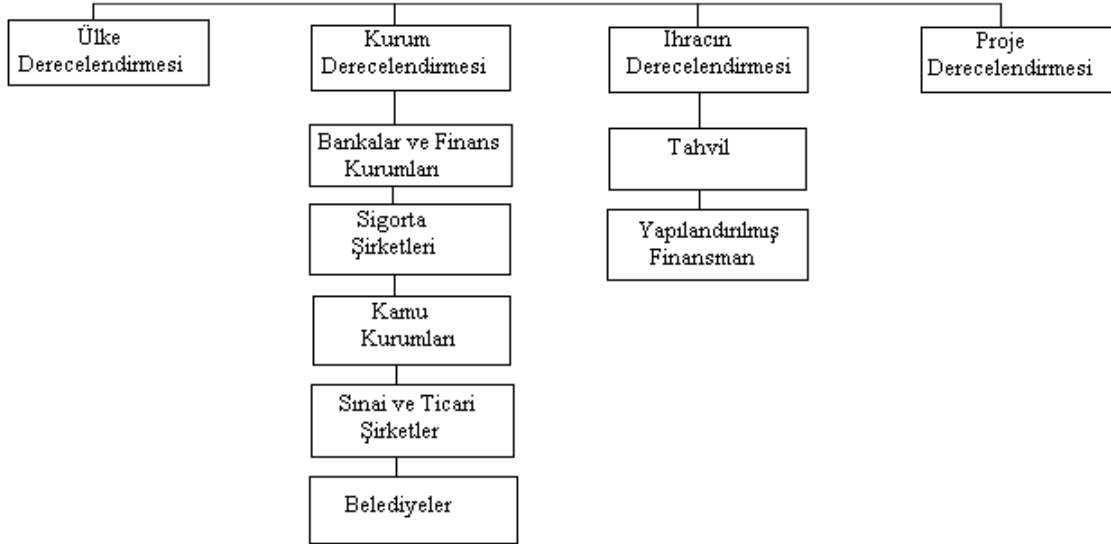 Ülke
Derecelendirmesi
Kurum
Derecelendirmesi
Ihracın
Derecelendirmesi
Proje
Derecelendirmesi
Bankalar ve Finans
Kurumları
Sigorta
Şirketleri
Kamu
Kurumları
Sınai ve Ticari
Şirketler
Belediyeler
Tahvil
Yapılandırılmış
Finansman